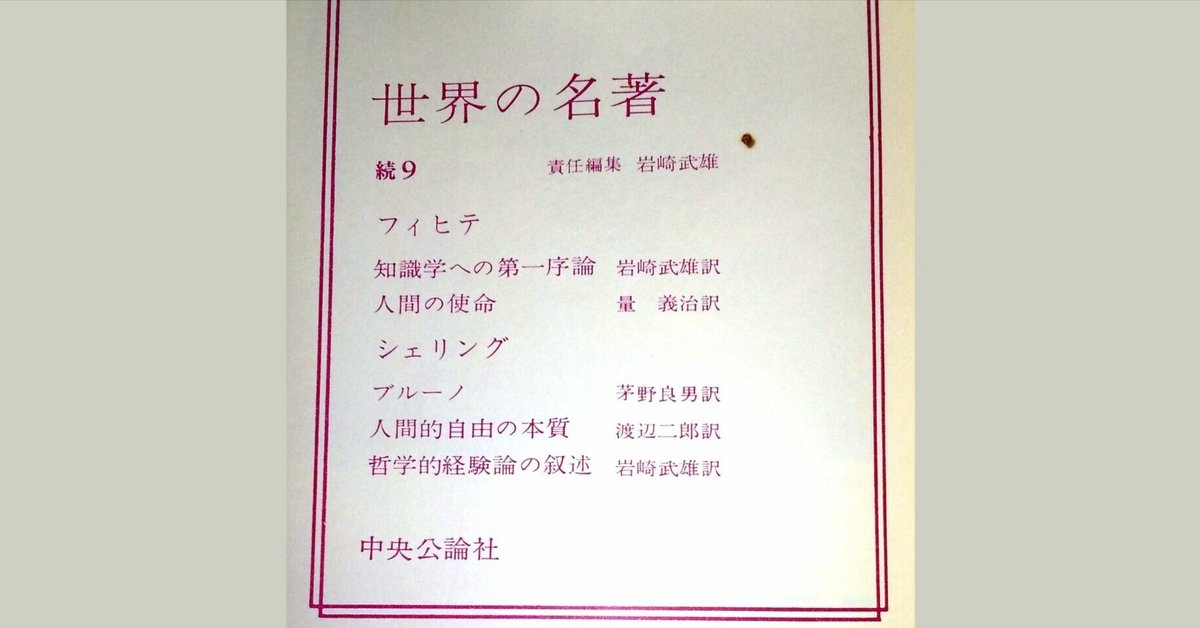 世界の名著
続9 責任編集 岩崎武雄
フィヒテ
知識学への第一序論 岩崎武雄訳
人間の使命 量 義治訳
シェリング
ブルーノ 茅野良男訳
人間的自由の本質 渡辺二郎訳
哲学的経験論の叙述 岩崎武雄訳
中央公論社